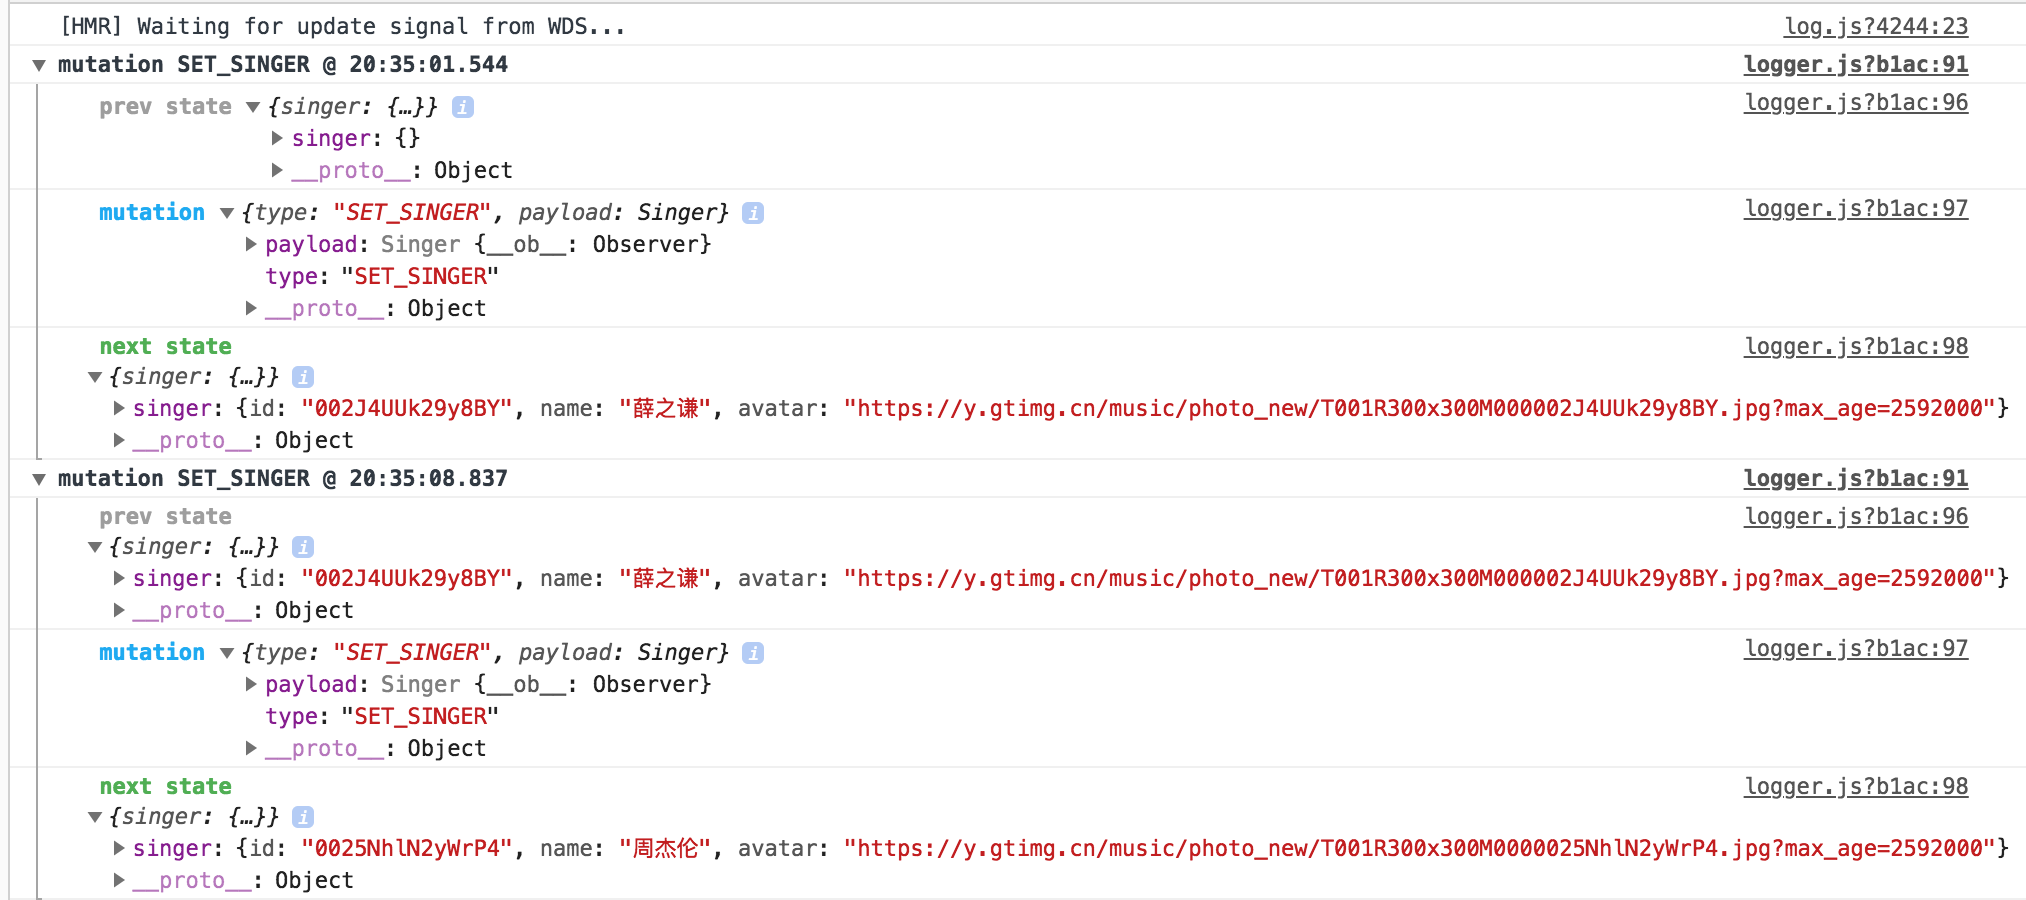 [HMR] Waiting for update signal from WDS... log.js?4244:23
▼ mutation SET_SINGER @ 20:35:01.544 logger.js?b1ac:91
prev state ▼ {singer: {…}} i logger.js?b1ac:96
▶ singer: {}
▶ __proto__: Object
mutation ▼ {type: "SET_SINGER", payload: Singer} i logger.js?b1ac:97
▶ payload: Singer {__ob__: Observer}
type: "SET_SINGER"
▶ __proto__: Object
next state logger.js?b1ac:98
▼ {singer: {…}} i
▶ singer: {id: "002J4UUk29y8BY", name: "薛之谦", avatar: "https://y.gtimg.cn/music/photo_new/T001R300x300M000002J4UUk29y8BY.jpg?max_age=2592000"}
▶ __proto__: Object
▼ mutation SET_SINGER @ 20:35:08.837 logger.js?b1ac:91
prev state logger.js?b1ac:96
▼ {singer: {…}} i
▶ singer: {id: "002J4UUk29y8BY", name: "薛之谦", avatar: "https://y.gtimg.cn/music/photo_new/T001R300x300M000002J4UUk29y8BY.jpg?max_age=2592000"}
▶ __proto__: Object
mutation ▼ {type: "SET_SINGER", payload: Singer} i logger.js?b1ac:97
▶ payload: Singer {__ob__: Observer}
type: "SET_SINGER"
▶ __proto__: Object
next state logger.js?b1ac:98
▼ {singer: {…}} i
▶ singer: {id: "0025NhlN2yWrP4", name: "周杰伦", avatar: "https://y.gtimg.cn/music/photo_new/T001R300x300M0000025NhlN2yWrP4.jpg?max_age=2592000"}
▶ __proto__: Object